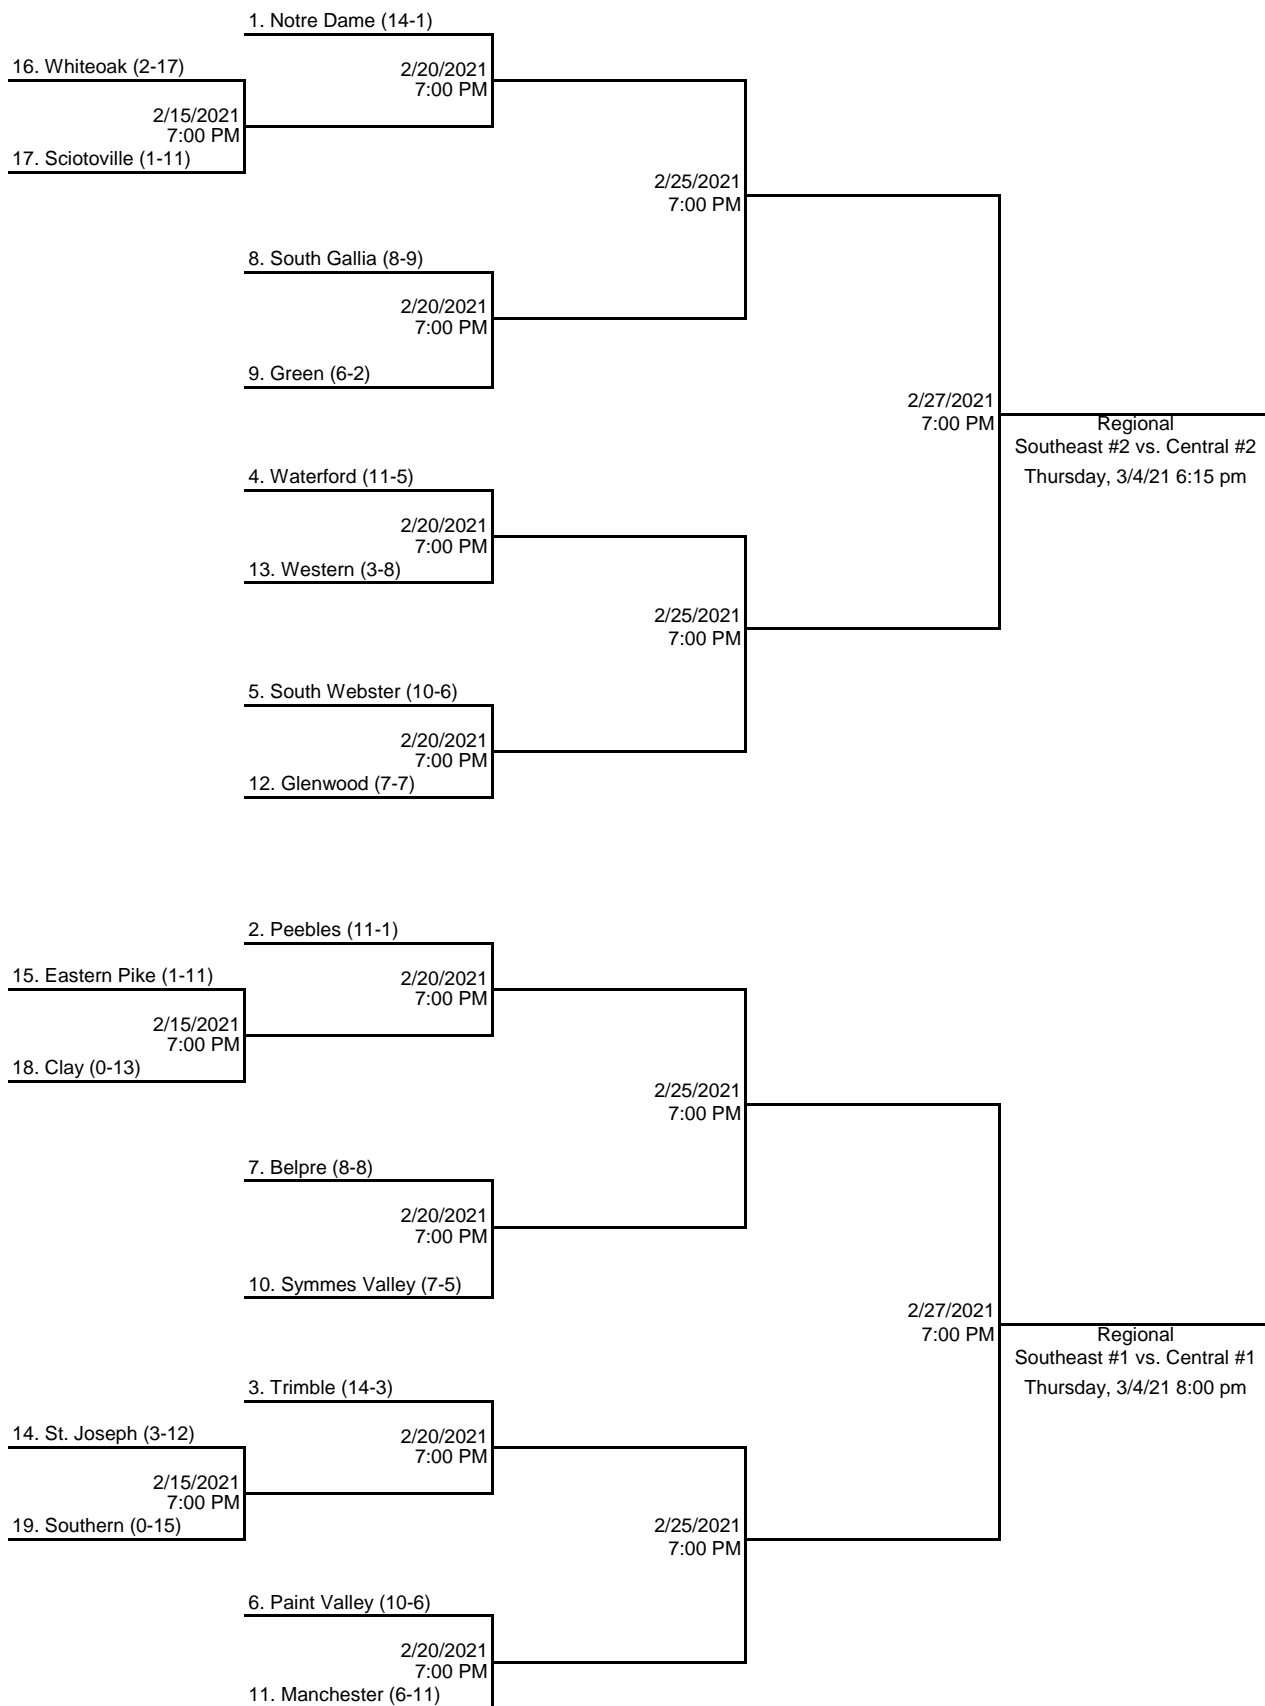 1. Notre Dame (14-1)
16. Whiteoak (2-17)
2/20/2021
7:00 PM
2/15/2021
7:00 PM
17. Sciotoville (1-11)
2/25/2021
7:00 PM
8. South Gallia (8-9)
2/20/2021
7:00 PM
9. Green (6-2)
2/27/2021
7:00 PM
Regional
Southeast #2 vs. Central #2
Thursday, 3/4/21 6:15 pm
4. Waterford (11-5)
2/20/2021
7:00 PM
13. Western (3-8)
2/25/2021
7:00 PM
5. South Webster (10-6)
2/20/2021
7:00 PM
12. Glenwood (7-7)
2. Peebles (11-1)
15. Eastern Pike (1-11)
2/20/2021
7:00 PM
2/15/2021
7:00 PM
18. Clay (0-13)
2/25/2021
7:00 PM
7. Belpre (8-8)
2/20/2021
7:00 PM
10. Symmes Valley (7-5)
2/27/2021
7:00 PM
Regional
Southeast #1 vs. Central #1
Thursday, 3/4/21 8:00 pm
3. Trimble (14-3)
14. St. Joseph (3-12)
2/20/2021
7:00 PM
2/15/2021
7:00 PM
19. Southern (0-15)
2/25/2021
7:00 PM
6. Paint Valley (10-6)
2/20/2021
7:00 PM
11. Manchester (6-11)